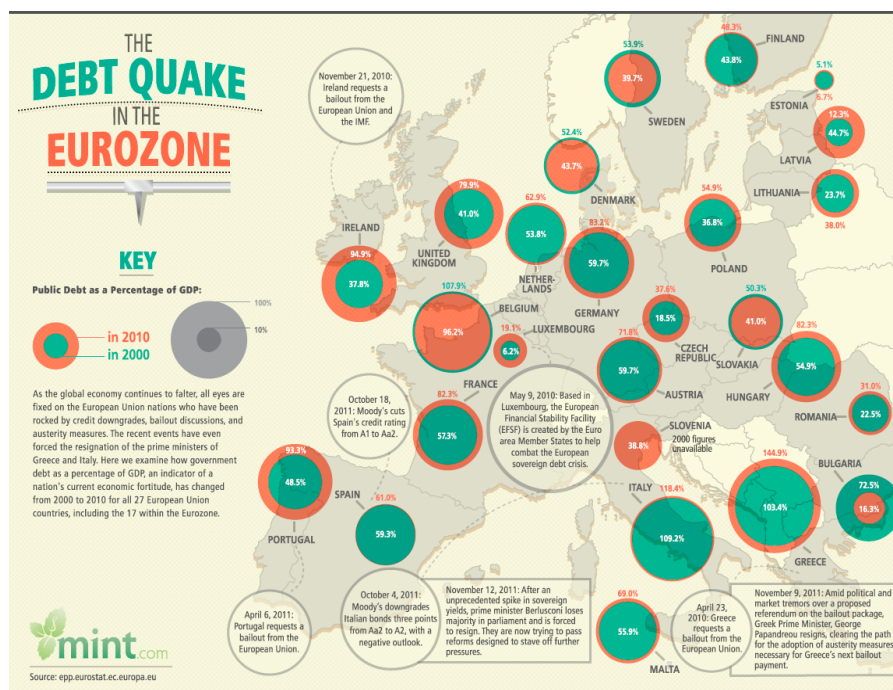 THE
DEBT QUAKE
IN THE
EUROZONE
KEY
Public Debt as a Percentage of GDP:
100%
10%
in 2010
in 2000
As the global economy continues to falter, all eyes are
fixed on the European Union nations who have been
rocked by credit downgrades, bailout discussions, and
austerity measures. The recent events have even
forced the resignation of the prime ministers of
Greece and Italy. Here we examine how government
debt as a percentage of GDP, an indicator of a
nation's current economic fortitude, has changed
from 2000 to 2010 for all 27 European Union
countries, including the 17 within the Eurozone.
mint.com
Source: epp.eurostat.ec.europa.eu
November 21, 2010:
Ireland requests a
bailout from the
European Union and
the IMF.
53.9%
39.7%
SWEDEN
48.3%
43.8%
FINLAND
5.1%
ESTONIA
6.7%
12.3%
44.7%
LATVIA
LITHUANIA
23.7%
38.0%
52.4%
43.7%
DENMARK
79.9%
41.0%
UNITED
KINGDOM
IRELAND
94.9%
37.8%
62.9%
53.8%
NETHER-
LANDS
83.2%
59.7%
GERMANY
54.9%
36.8%
POLAND
107.9%
96.2%
BELGIUM
19.1%
6.2%
LUXEMBOURG
37.6%
18.5%
CZECH
REPUBLIC
50.3%
41.0%
SLOVAKIA
82.3%
54.9%
HUNGARY
71.8%
59.7%
AUSTRIA
31.0%
22.5%
ROMANIA
FRANCE
82.3%
57.3%
October 18,
2011: Moody's cuts
Spain's credit rating
from A1 to Aa2.
May 9, 2010: Based in
Luxembourg, the European
Financial Stability Facility
(EFSF) is created by the Euro
area Member States to help
combat the European
sovereign debt crisis.
SLOVENIA
2000 figures
unavailable
38.8%
BULGARIA
72.5%
16.3%
144.9%
103.4%
GREECE
ITALY
118.4%
109.2%
93.3%
48.5%
PORTUGAL
SPAIN
61.0%
59.3%
69.0%
55.9%
MALTA
April 6, 2011:
Portugal requests a
bailout from the
European Union.
October 4, 2011:
Moody's downgrades
Italian bonds three points
from Aa2 to A2, with a
negative outlook.
November 12, 2011: After an
unprecedented spike in sovereign
yields, prime minister Berlusconi loses
majority in parliament and is forced
to resign. They are now trying to pass
reforms designed to stave off further
pressures.
April 23,
2010: Greece
requests a
bailout from the
European Union.
November 9, 2011: Amid political and
market tremors over a proposed
referendum on the bailout package,
Greek Prime Minister, George
Papandreou resigns, clearing the path
for the adoption of austerity measures
necessary for Greece's next bailout
payment.